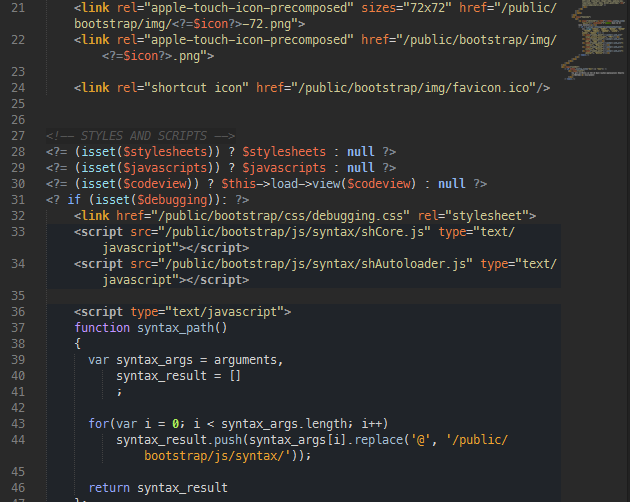 21 <link rel="apple-touch-icon-precomposed" sizes="72x72" href="/public/
bootstrap/img/<?=$icon?>-72.png">
22 <link rel="apple-touch-icon-precomposed" href="/public/bootstrap/img/
<?=$icon?>.png">
23
24 <link rel="shortcut icon" href="/public/bootstrap/img/favicon.ico"/>
25
26
27 <!-- STYLES AND SCRIPTS -->
28 <?= (isset($stylesheets)) ? $stylesheets : null ?>
29 <?= (isset($javascripts)) ? $javascripts : null ?>
30 <?= (isset($codeview)) ? $this->load->view($codeview) : null ?>
31 <? if (isset($debugging)): ?>
32 <link href="/public/bootstrap/css/debugging.css" rel="stylesheet">
33 <script src="/public/bootstrap/js/syntax/shCore.js" type="text/
javascript"></script>
34 <script src="/public/bootstrap/js/syntax/shAutoloader.js" type="text/
javascript"></script>
35
36 <script type="text/javascript">
37 function syntax_path()
38 {
39 var syntax_args = arguments,
40 syntax_result = []
41 ;
42
43 for(var i = 0; i < syntax_args.length; i++)
44 syntax_result.push(syntax_args[i].replace('@', '/public/
bootstrap/js/syntax/'));
45
46 return syntax_result